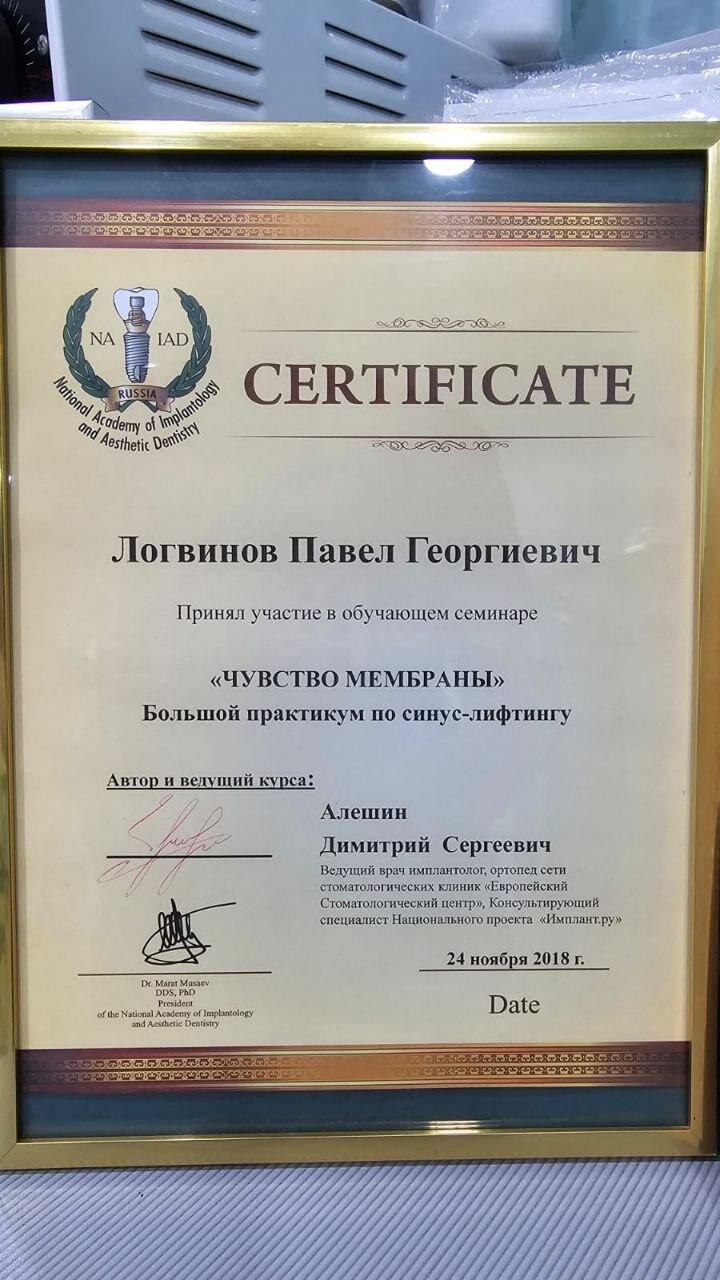 NA IAD
RUSSIA
National Academy of Implantology
and Aesthetic Dentistry
CERTIFICATE
Логвинов Павел Георгиевич
Принял участие в обучающем семинаре
«ЧУВСТВО МЕМБРАНЫ»
Большой практикум по синус-лифтингу
Автор и ведущий курса:
Алешин
Димитрий Сергеевич
Ведущий врач имплантолог, ортопед сети
стоматологических клиник «Европейский
Стоматологический центр», Консультирующий
специалист Национального проекта «Имплант.ру»
24 ноября 2018 г.
Date
Dr. Marat Musaev
DDS, PhD
President
of the National Academy of Implantology
and Aesthetic Dentistry